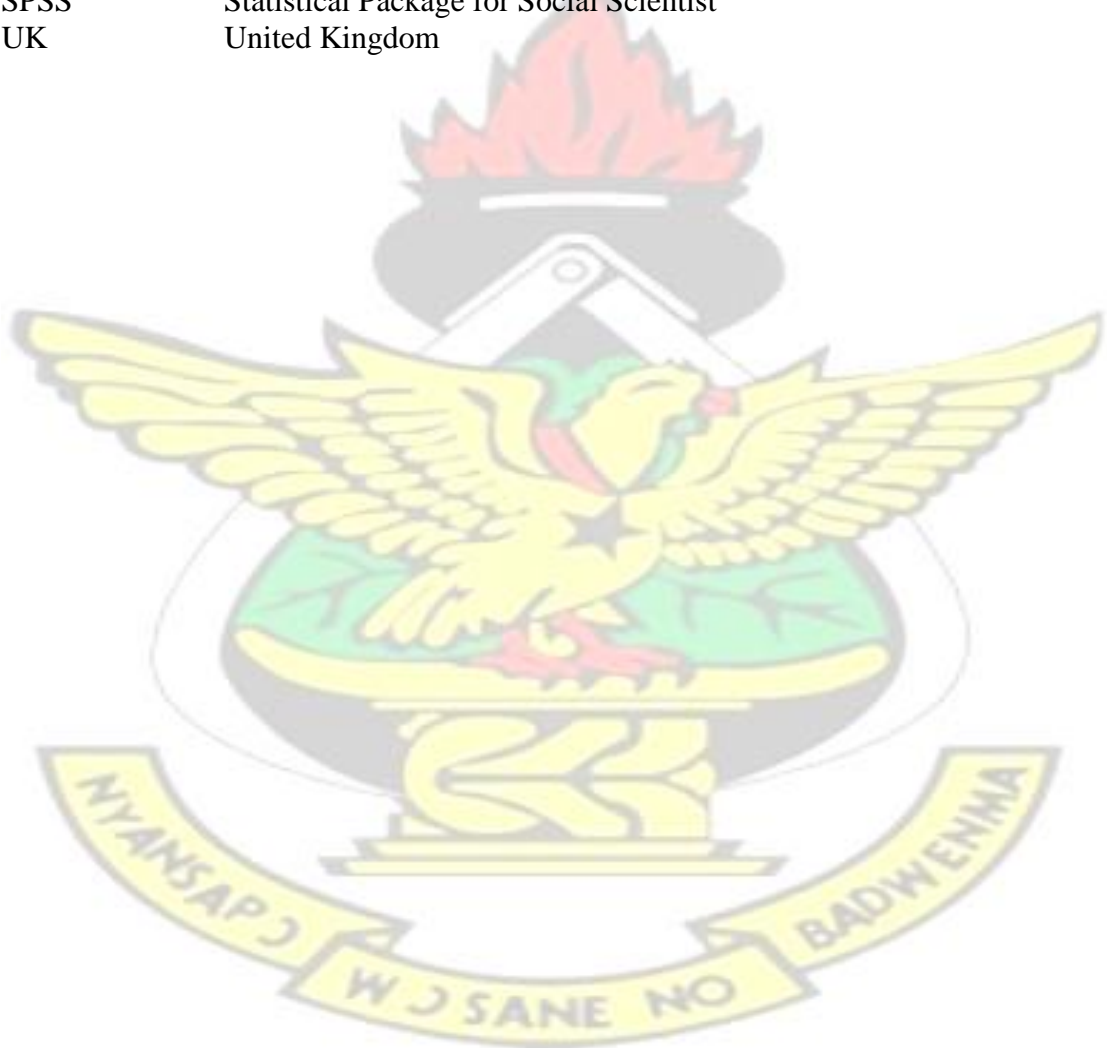 SPSS Statistical Package for Social Scientist
UK United Kingdom
NYANSAPƆ WƆSANE NO BADWENMA